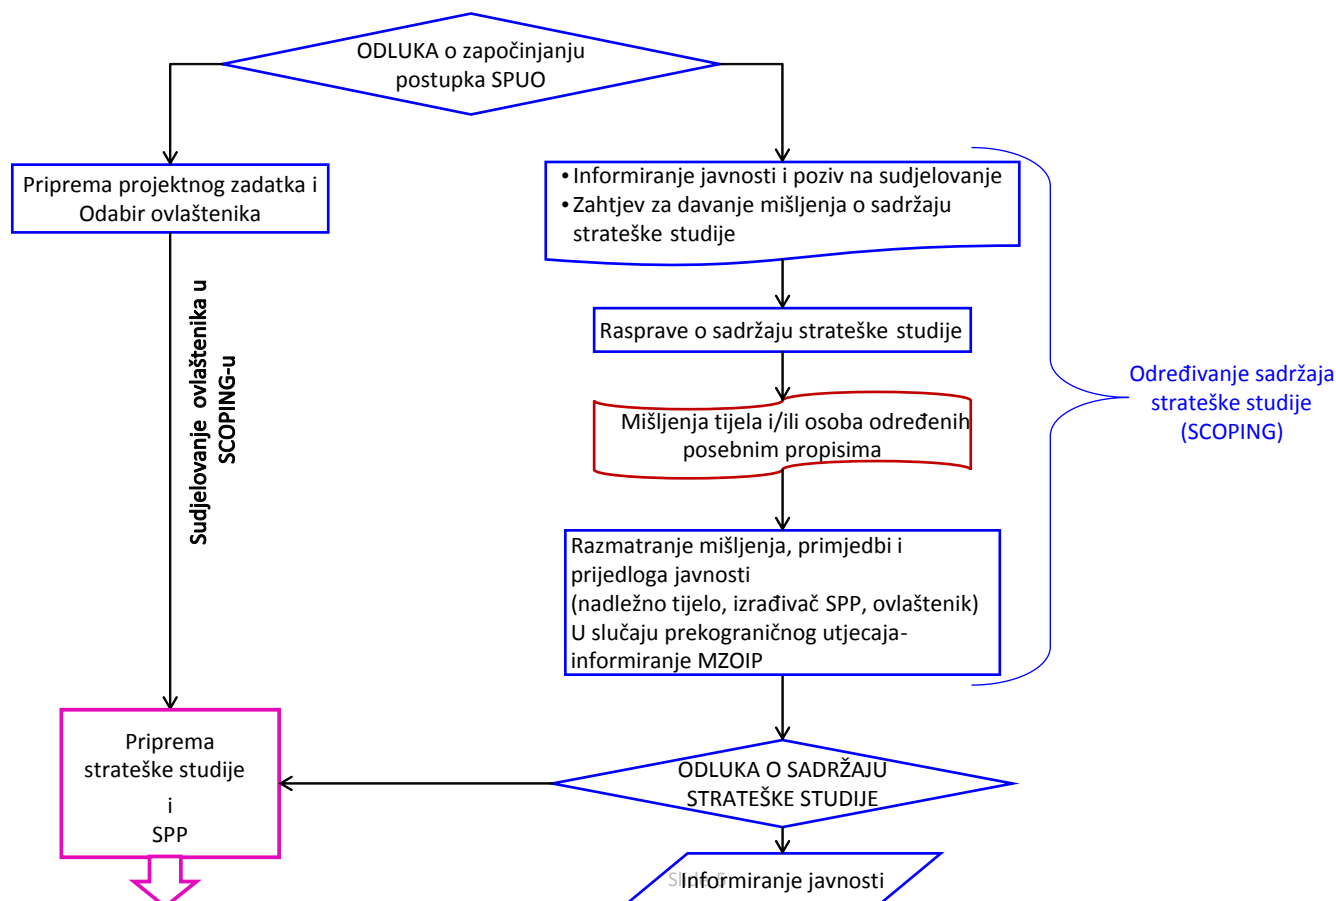 ODLUKA o započinjanju
postupka SPUO
Priprema projektnog zadatka i
Odabir ovlaštenika
• Informiranje javnosti i poziv na sudjelovanje
• Zahtjev za davanje mišljenja o sadržaju
strateške studije
Sudjelovanje ovlaštenika u
SCOPING-u
Rasprave o sadržaju strateške studije
Mišljenja tijela i/ili osoba određenih
posebnim propisima
Određivanje sadržaja
strateške studije
(SCOPING)
Razmatranje mišljenja, primjedbi i
prijedloga javnosti
(nadležno tijelo, izrađivač SPP, ovlaštenik)
U slučaju prekograničnog utjecaja-
informiranje MZOIP
Priprema
strateške studije
i
SPP
ODLUKA O SADRŽAJU
STRATEŠKE STUDIJE
Informiranje javnosti